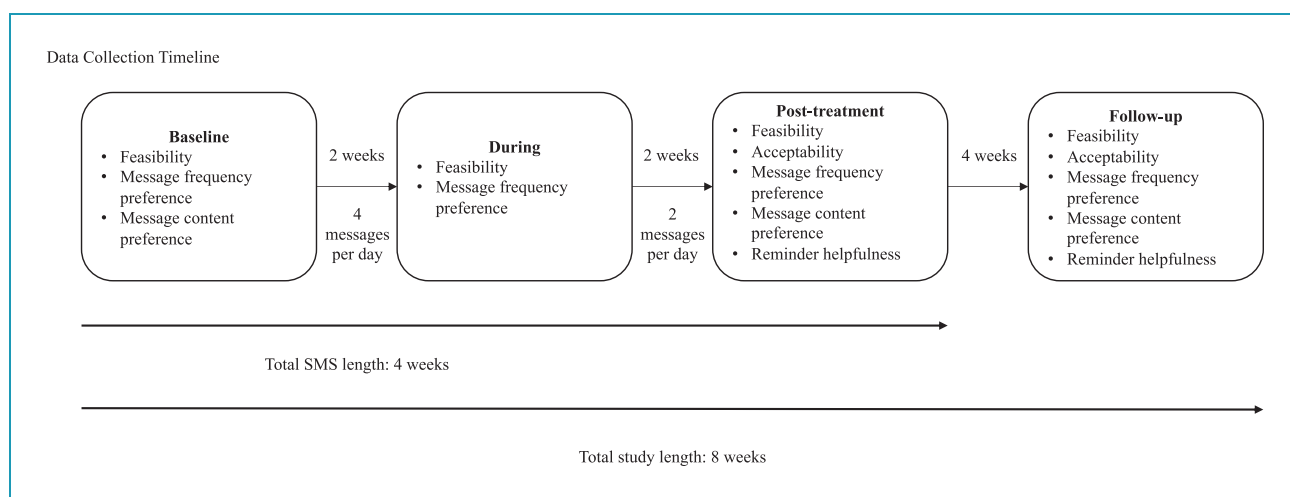 Data Collection Timeline
Baseline
• Feasibility
• Message frequency
preference
• Message content
preference
2 weeks
4
messages
per day
During
• Feasibility
• Message frequency
preference
2 weeks
2
messages
per day
Post-treatment
• Feasibility
• Acceptability
• Message frequency
preference
• Message content
preference
• Reminder helpfulness
4 weeks
Follow-up
• Feasibility
• Acceptability
• Message frequency
preference
• Message content
preference
• Reminder helpfulness
Total SMS length: 4 weeks
Total study length: 8 weeks